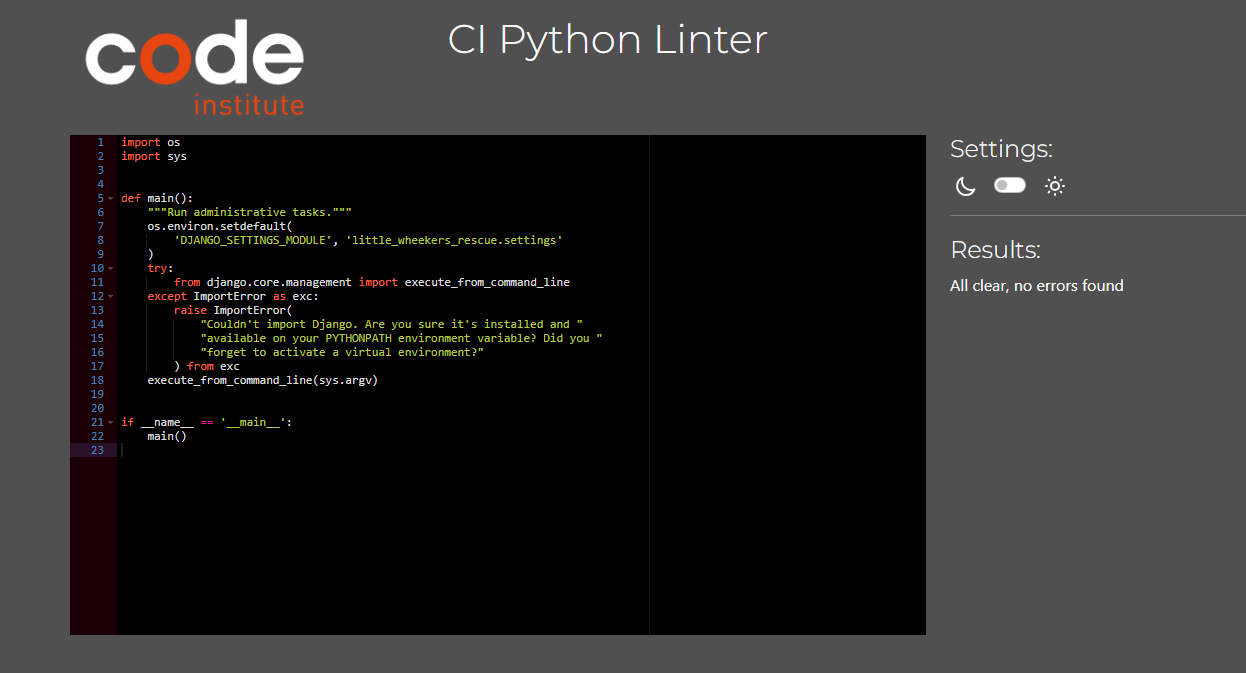 code
institute
CI Python Linter
1 import os
2 import sys
3
4
5 def main():
6     """Run administrative tasks."""
7     os.environ.setdefault(
8         'DJANGO_SETTINGS_MODULE', 'little_wheekers_rescue.settings'
9     )
10     try:
11         from django.core.management import execute_from_command_line
12     except ImportError as exc:
13         raise ImportError(
14             "Couldn't import Django. Are you sure it's installed and "
15             "available on your PYTHONPATH environment variable? Did you "
16             "forget to activate a virtual environment?"
17         ) from exc
18     execute_from_command_line(sys.argv)
19
20
21 if __name__ == '__main__':
22     main()
23
Settings:
Results:
All clear, no errors found